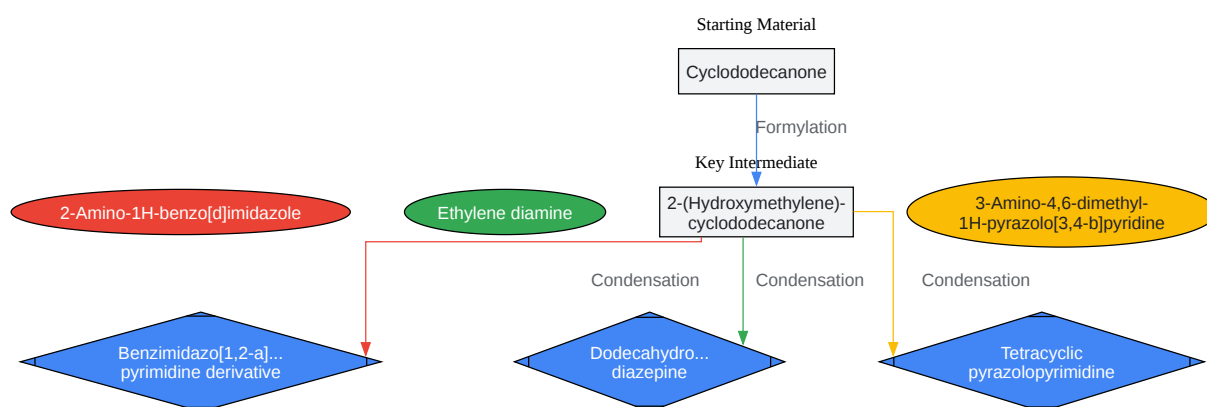 Starting Material
Cyclododecanone
Formylation
Key Intermediate
2-Amino-1H-benzo[d]imidazole
Ethylene diamine
2-(Hydroxymethylene)-
cyclododecanone
3-Amino-4,6-dimethyl-
1H-pyrazolo[3,4-b]pyridine
Condensation
Condensation
Condensation
Benzimidazo[1,2-a]...
pyrimidine derivative
Dodecahydro...
diazepine
Tetracyclic
pyrazolopyrimidine